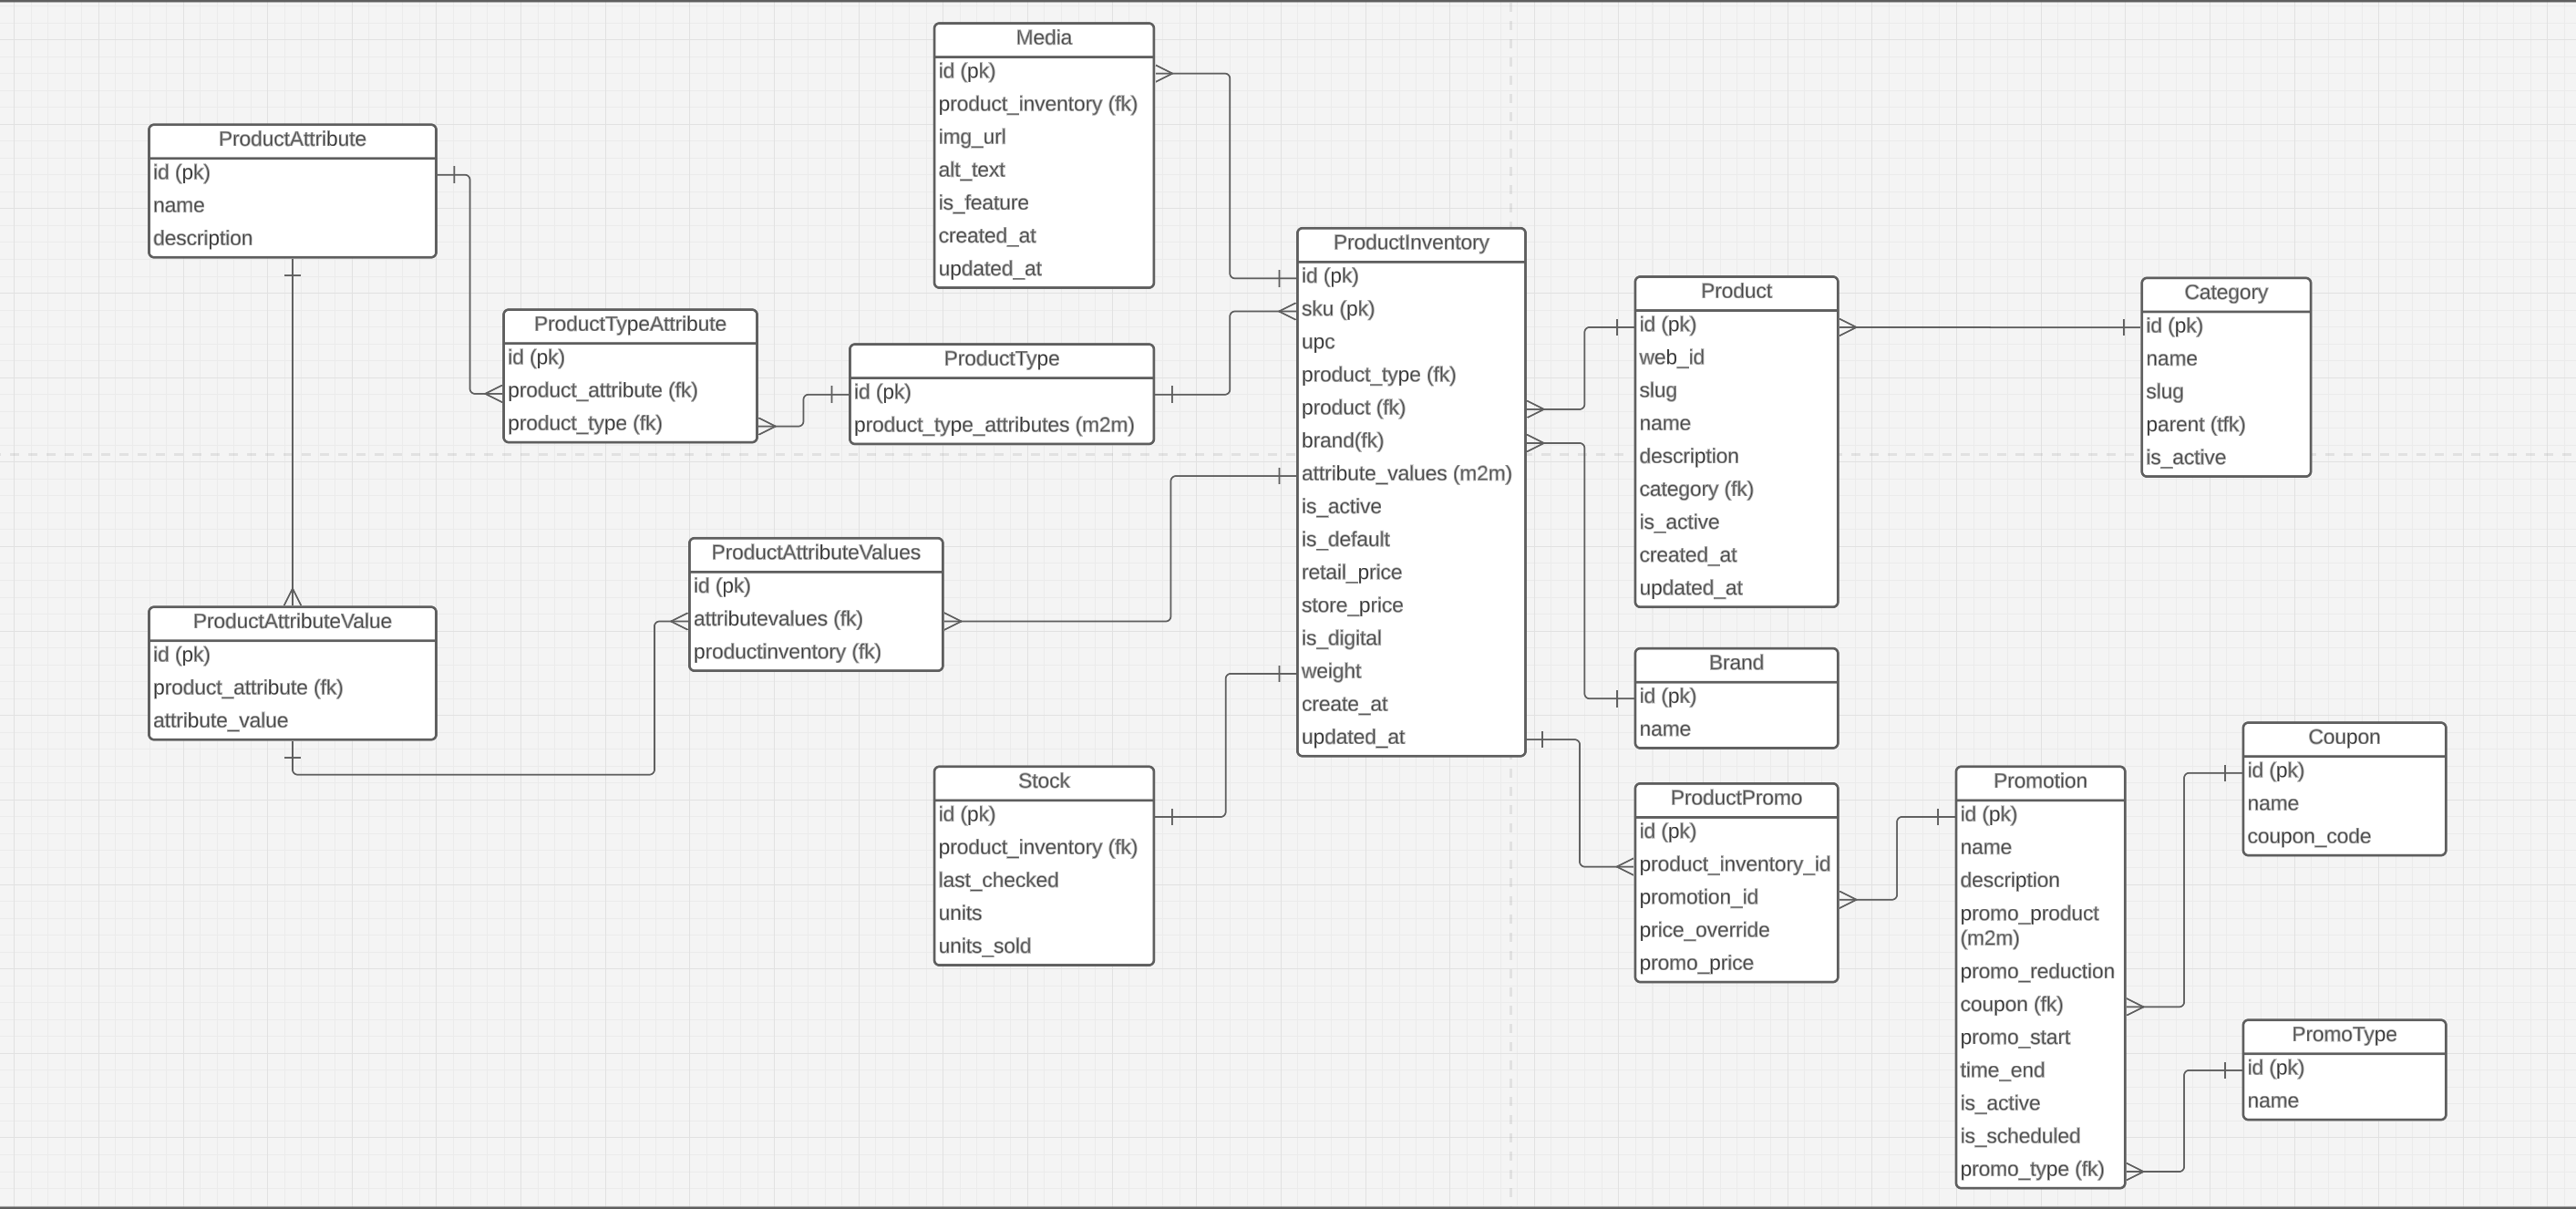 Media
id (pk)
product_inventory (fk)
img_url
alt_text
is_feature
created_at
updated_at
ProductAttribute
id (pk)
name
description
ProductTypeAttribute
id (pk)
product_attribute (fk)
product_type (fk)
ProductType
id (pk)
product_type_attributes (m2m)
ProductInventory
id (pk)
sku (pk)
upc
product_type (fk)
product (fk)
brand(fk)
attribute_values (m2m)
is_active
is_default
retail_price
store_price
is_digital
weight
create_at
updated_at
Product
id (pk)
web_id
slug
name
description
category (fk)
is_active
created_at
updated_at
Category
id (pk)
name
slug
parent (tfk)
is_active
ProductAttributeValues
id (pk)
attributevalues (fk)
productinventory (fk)
ProductAttributeValue
id (pk)
product_attribute (fk)
attribute_value
Brand
id (pk)
name
Stock
id (pk)
product_inventory (fk)
last_checked
units
units_sold
ProductPromo
id (pk)
product_inventory_id
promotion_id
price_override
promo_price
Promotion
id (pk)
name
description
promo_product
(m2m)
promo_reduction
coupon (fk)
promo_start
time_end
is_active
is_scheduled
promo_type (fk)
Coupon
id (pk)
name
coupon_code
PromoType
id (pk)
name